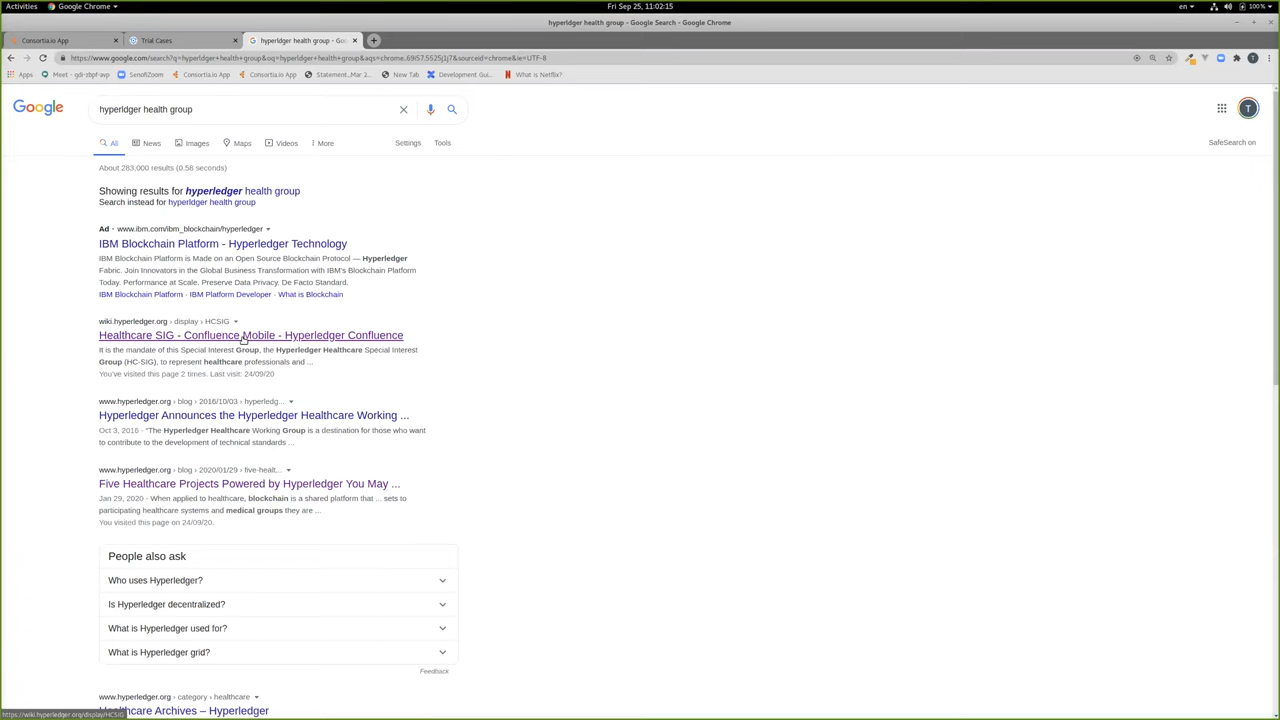 Activities Google Chrome Fri Sep 25, 11:02:15 en 100%
hyperldger health group - Google Search - Google Chrome
Consortia.io App Trial Cases hyperldger health group - Goo
https://www.google.com/search?q=hyperldger+health+group&oq=hyperldger+health+group&aqs=chrome..69i57.5525j1j7&sourceid=chrome&ie=UTF-8
Apps Meet - gdi-zbpf-avp SenofiZoom Consortia.io App Consortia.io App Statement_Mar 2... New Tab Development Gui... What is Netflix?
Google hyperldger health group T
All News Images Maps Videos More Settings Tools SafeSearch on
About 283,000 results (0.58 seconds)
Showing results for hyperledger health group
Search instead for hyperldger health group
Ad · www.ibm.com/ibm_blockchain/hyperledger
IBM Blockchain Platform - Hyperledger Technology
IBM Blockchain Platform is Made on an Open Source Blockchain Protocol — Hyperledger
Fabric. Join Innovators in the Global Business Transformation with IBM's Blockchain Platform
Today. Performance at Scale. Preserve Data Privacy. De Facto Standard.
IBM Blockchain Platform · IBM Platform Developer · What is Blockchain
wiki.hyperledger.org › display › HCSIG
Healthcare SIG - Confluence Mobile - Hyperledger Confluence
It is the mandate of this Special Interest Group, the Hyperledger Healthcare Special Interest
Group (HC-SIG), to represent healthcare professionals and ...
You've visited this page 2 times. Last visit: 24/09/20
www.hyperledger.org › blog › 2016/10/03 › hyperledg...
Hyperledger Announces the Hyperledger Healthcare Working ...
Oct 3, 2016 - "The Hyperledger Healthcare Working Group is a destination for those who want
to contribute to the development of technical standards ...
www.hyperledger.org › blog › 2020/01/29 › five-healt...
Five Healthcare Projects Powered by Hyperledger You May ...
Jan 29, 2020 - When applied to healthcare, blockchain is a shared platform that ... sets to
participating healthcare systems and medical groups they are ...
You visited this page on 24/09/20.
People also ask
Who uses Hyperledger?
Is Hyperledger decentralized?
What is Hyperledger used for?
What is Hyperledger grid?
Feedback
www.hyperledger.org › category › healthcare
Healthcare Archives – Hyperledger
https://wiki.hyperledger.org/display/HCSIG